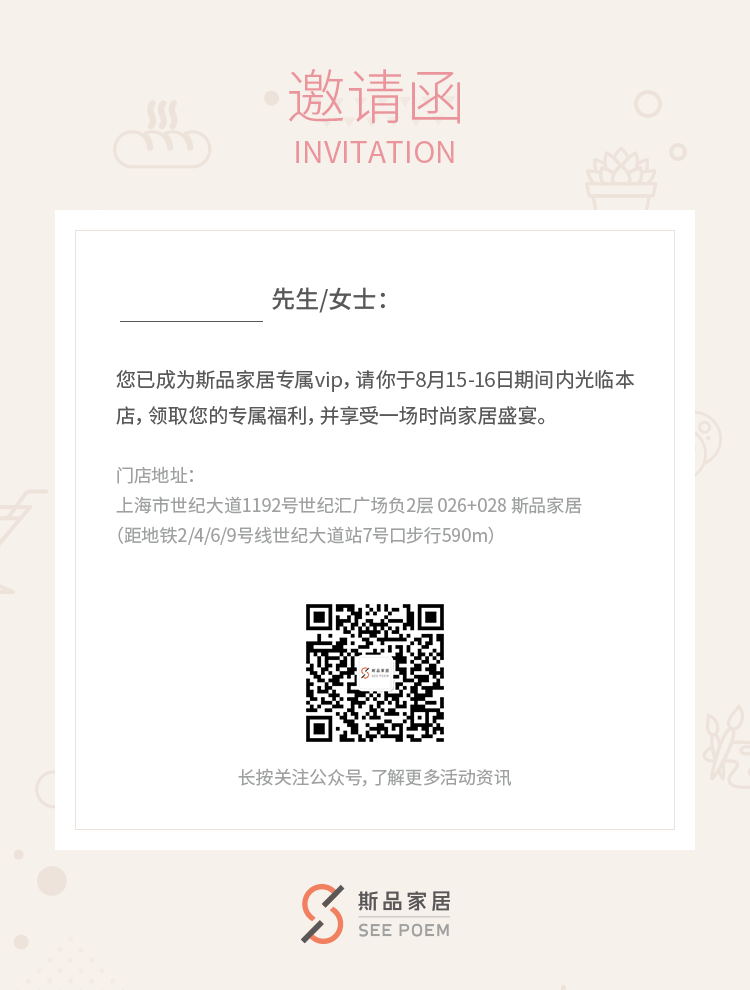 邀请函
INVITATION
先生/女士：
您已成为斯品家居专属vip，请你于8月15-16日期间内光临本
店，领取您的专属福利，并享受一场时尚家居盛宴。
门店地址：
上海市世纪大道1192号世纪汇广场负2层 026+028 斯品家居
（距地铁2/4/6/9号线世纪大道站7号口步行590m）
斯品家居
SEE POEM
长按关注公众号，了解更多活动资讯
斯品家居
SEE POEM